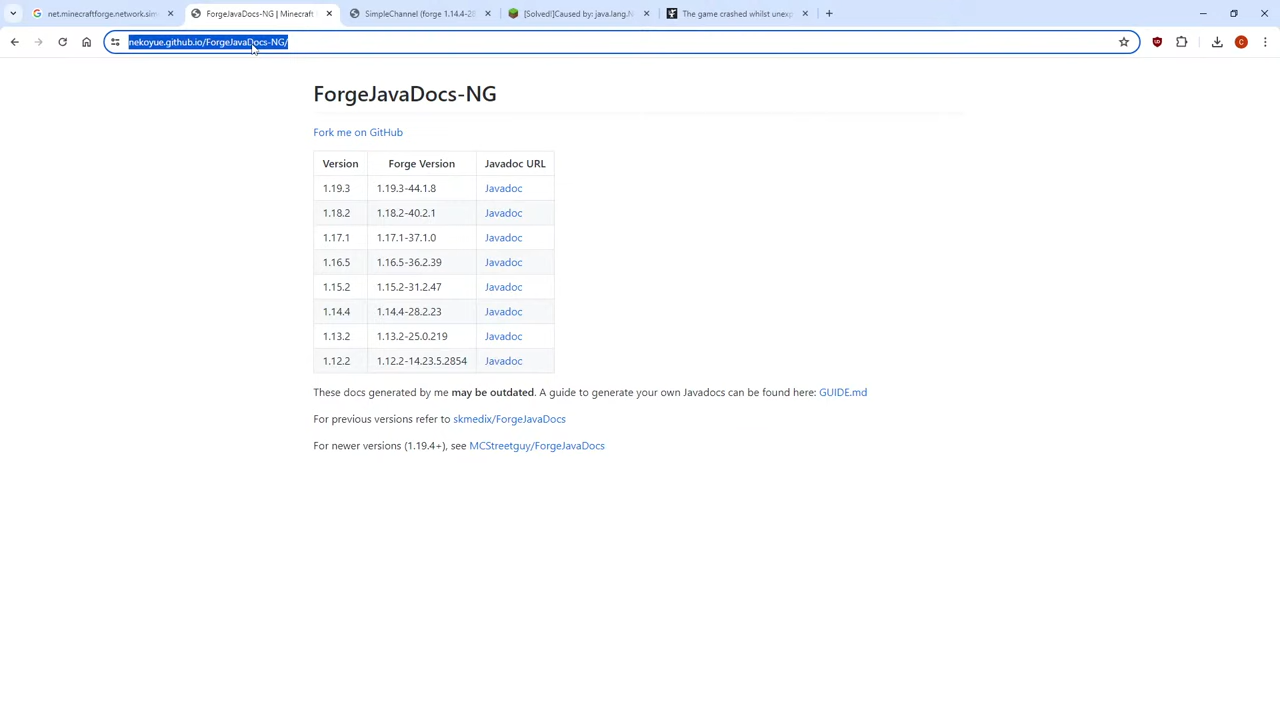 net.minecraftforge.network.sim
ForgeJavaDocs-NG | Minecraft
SimpleChannel (forge 1.14.4-28
[Solved!]Caused by: java.lang.N
The game crashed whilst unexp
nekoyue.github.io/ForgeJavaDocs-NG/
ForgeJavaDocs-NG
Fork me on GitHub
Version Forge Version Javadoc URL
1.19.3 1.19.3-44.1.8 Javadoc
1.18.2 1.18.2-40.2.1 Javadoc
1.17.1 1.17.1-37.1.0 Javadoc
1.16.5 1.16.5-36.2.39 Javadoc
1.15.2 1.15.2-31.2.47 Javadoc
1.14.4 1.14.4-28.2.23 Javadoc
1.13.2 1.13.2-25.0.219 Javadoc
1.12.2 1.12.2-14.23.5.2854 Javadoc
These docs generated by me may be outdated. A guide to generate your own Javadocs can be found here: GUIDE.md
For previous versions refer to skmedix/ForgeJavaDocs
For newer versions (1.19.4+), see MCStreetguy/ForgeJavaDocs